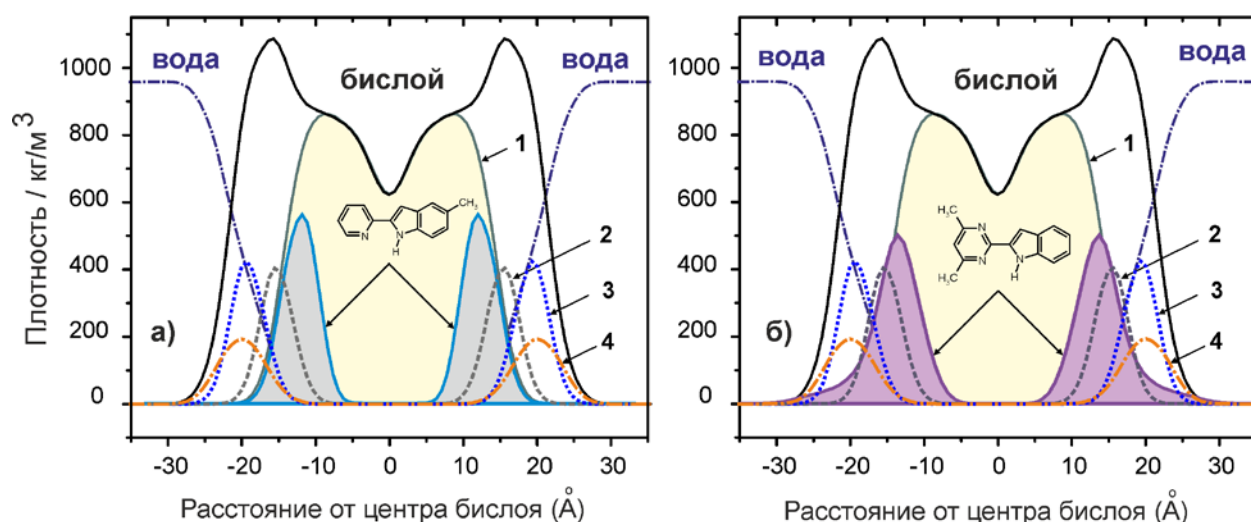 вода
бислой
вода
1000
800
600
400
200
0
Плотность / кг/м³
1
2
3
4
N
N
H
CH₃
а)
-30
-20
-10
0
10
20
30
Расстояние от центра бислоя (Å)
вода
бислой
вода
1000
800
600
400
200
0
1
2
3
4
H₃C
N
N
H₃C
N
H
б)
-30
-20
-10
0
10
20
30
Расстояние от центра бислоя (Å)